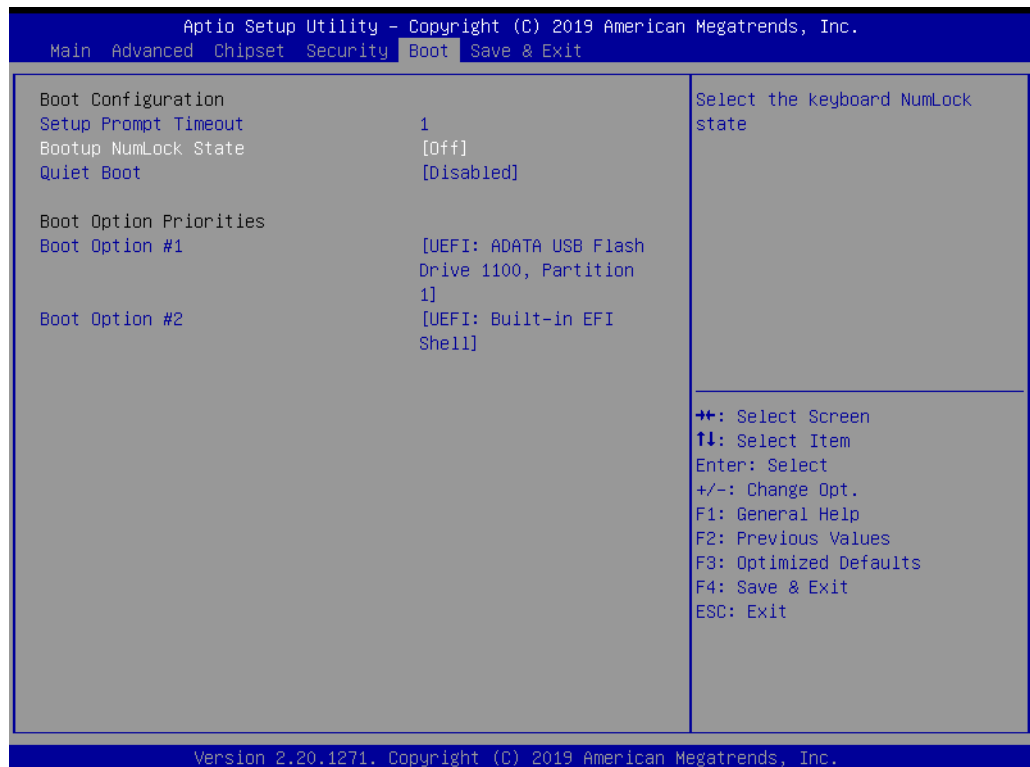 Aptio Setup Utility – Copyright (C) 2019 American Megatrends, Inc.
Main Advanced Chipset Security Boot Save & Exit
Boot Configuration
Setup Prompt Timeout 1
Bootup NumLock State [Off]
Quiet Boot [Disabled]
Boot Option Priorities
Boot Option #1 [UEFI: ADATA USB Flash
Drive 1100, Partition
1]
Boot Option #2 [UEFI: Built-in EFI
Shell]
Select the keyboard NumLock
state
→←: Select Screen
↑↓: Select Item
Enter: Select
+/-: Change Opt.
F1: General Help
F2: Previous Values
F3: Optimized Defaults
F4: Save & Exit
ESC: Exit
Version 2.20.1271. Copyright (C) 2019 American Megatrends, Inc.